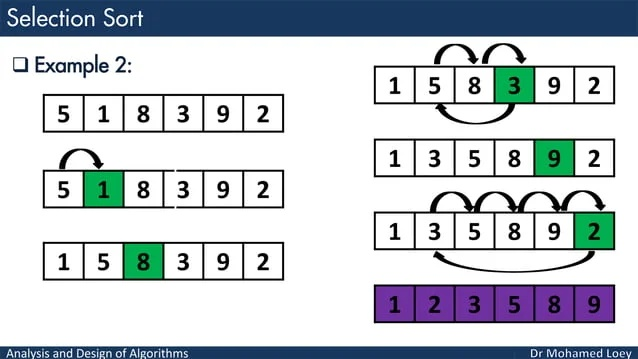 Selection Sort
❑ Example 2:
5 1 8 3 9 2
5 1 8 3 9 2
1 5 8 3 9 2
1 5 8 3 9 2
1 3 5 8 9 2
1 3 5 8 9 2
1 2 3 5 8 9
Analysis and Design of Algorithms
Dr Mohamed Loey